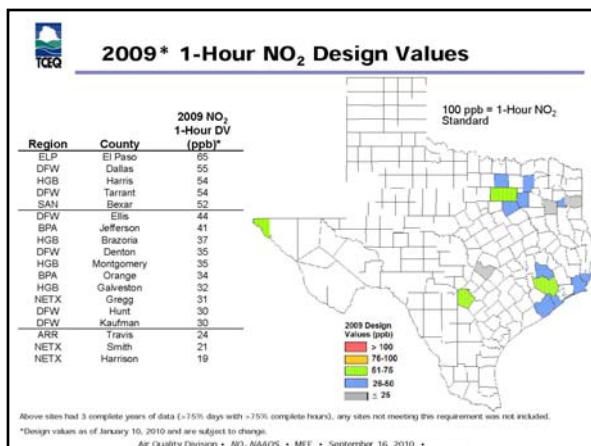 TCEQ
2009* 1-Hour NO₂ Design Values
100 ppb = 1-Hour NO₂
Standard
2009 NO₂
1-Hour DV
Region County (ppb)*
ELP El Paso 65
DFW Dallas 55
HGB Harris 54
DFW Tarrant 54
SAN Bexar 52
DFW Ellis 44
BPA Jefferson 41
HGB Brazoria 37
DFW Denton 35
HGB Montgomery 35
BPA Orange 34
HGB Galveston 32
NETX Gregg 31
DFW Hunt 30
DFW Kaufman 30
ARR Travis 24
NETX Smith 21
NETX Harrison 19
2009 Design
Values (ppb)
> 100
76-100
51-75
26-50
≤ 25
Above sites had 3 complete years of data (>75% days with >75% complete hours), any sites not meeting this requirement was not included.
*Design values as of January 10, 2010 and are subject to change.
Air Quality Division • NO₂ NAAQS • MFE • September 16, 2010 •